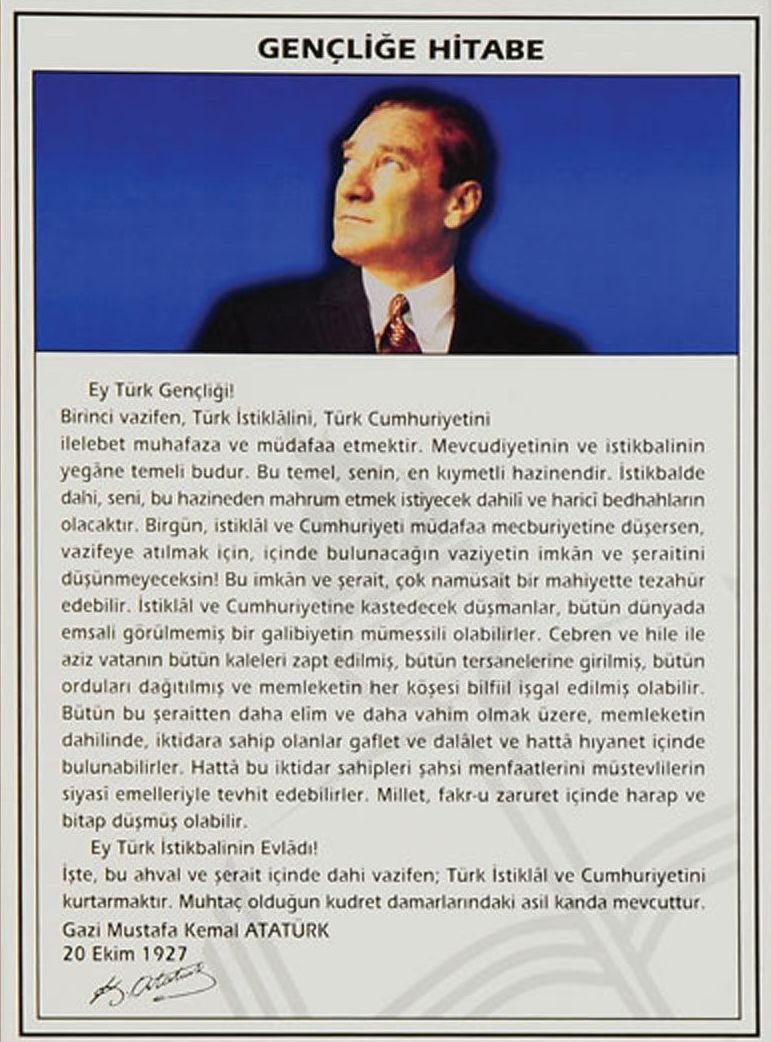 GENÇLİĞE HİTABE
Ey Türk Gençliği!
Birinci vazifen, Türk İstiklâlini, Türk Cumhuriyetini
ilelebet muhafaza ve müdafaa etmektir. Mevcudiyetinin ve istikbalinin
yegâne temeli budur. Bu temel, senin, en kıymetli hazinendir. İstikbalde
dahi, seni, bu hazineden mahrum etmek istiyecek dahilî ve haricî bedhahların
olacaktır. Birgün, istiklâl ve Cumhuriyeti müdafaa mecburiyetine düşersen,
vazifeye atılmak için, içinde bulunacağın vaziyetin imkân ve şeraitini
düşünmeyeceksin! Bu imkân ve şerait, çok namüsait bir mahiyette tezahür
edebilir. İstiklâl ve Cumhuriyetine kastedecek düşmanlar, bütün dünyada
emsali görülmemiş bir galibiyetin mümessili olabilirler. Cebren ve hile ile
aziz vatanın bütün kaleleri zapt edilmiş, bütün tersanelerine girilmiş, bütün
orduları dağıtılmış ve memleketin her köşesi bilfiil işgal edilmiş olabilir.
Bütün bu şeraitten daha elîm ve daha vahim olmak üzere, memleketin
dahilinde, iktidara sahip olanlar gaflet ve dalâlet ve hattâ hıyanet içinde
bulunabilirler. Hattâ bu iktidar sahipleri şahsi menfaatlerini müstevlilerin
siyasî emelleriyle tevhit edebilirler. Millet, fakr-u zaruret içinde harap ve
bitap düşmüş olabilir.
Ey Türk İstikbalinin Evlâdı!
İşte, bu ahval ve şerait içinde dahi vazifen; Türk İstiklâl ve Cumhuriyetini
kurtarmaktır. Muhtaç olduğun kudret damarlarındaki asil kanda mevcuttur.
Gazi Mustafa Kemal ATATÜRK
20 Ekim 1927
K. Atatürk